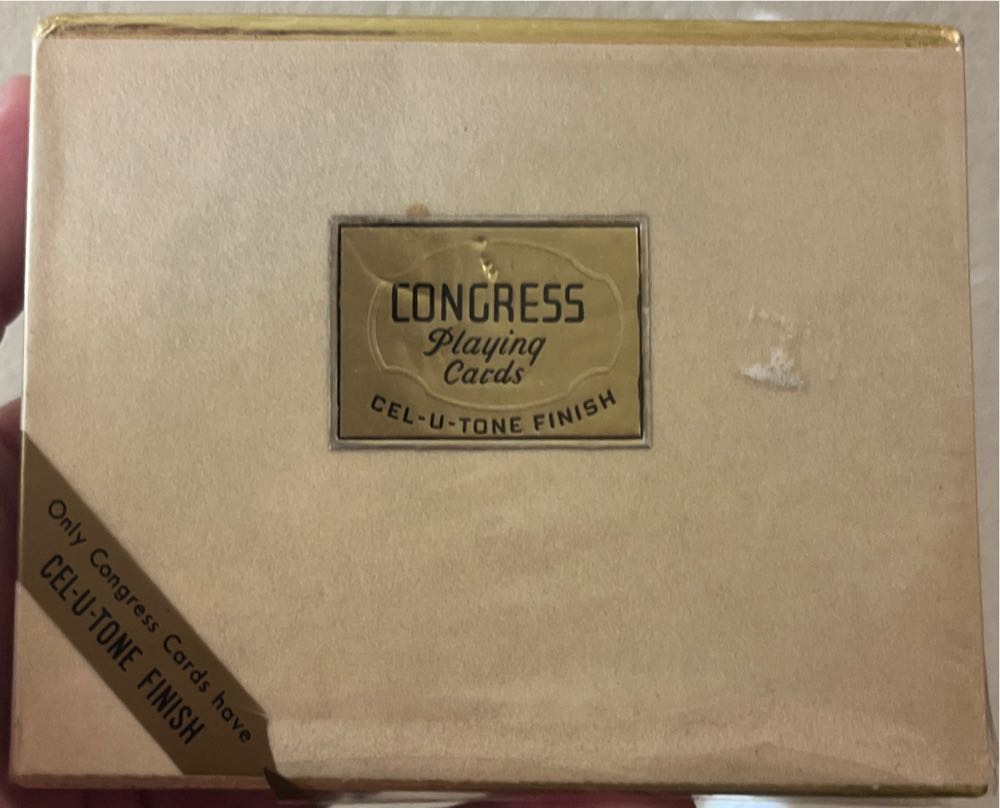 CONGRESS
Playing
Cards
CEL-U-TONE FINISH
Only Congress Cards have
CEL-U-TONE FINISH